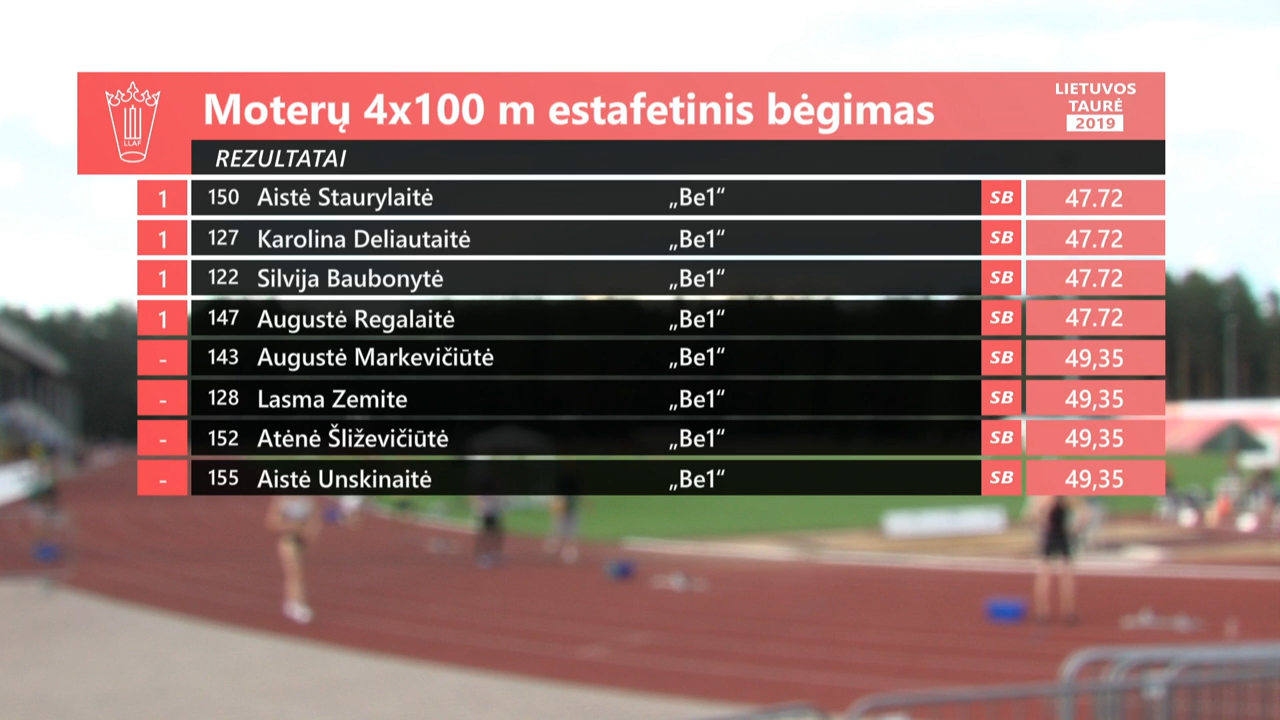 Moterų 4x100 m estafetinis bėgimas
LIETUVOS
TAURĖ
2019
LLAF
REZULTATAI
1 150 Aistė Staurylaitė „Be1“ SB 47.72
1 127 Karolina Deliautaitė „Be1“ SB 47.72
1 122 Silvija Baubonytė „Be1“ SB 47.72
1 147 Augustė Regalaitė „Be1“ SB 47.72
- 143 Augustė Markevičiūtė „Be1“ SB 49,35
- 128 Lasma Zemite „Be1“ SB 49,35
- 152 Atėnė Šliževičiūtė „Be1“ SB 49,35
- 155 Aistė Unskinaitė „Be1“ SB 49,35